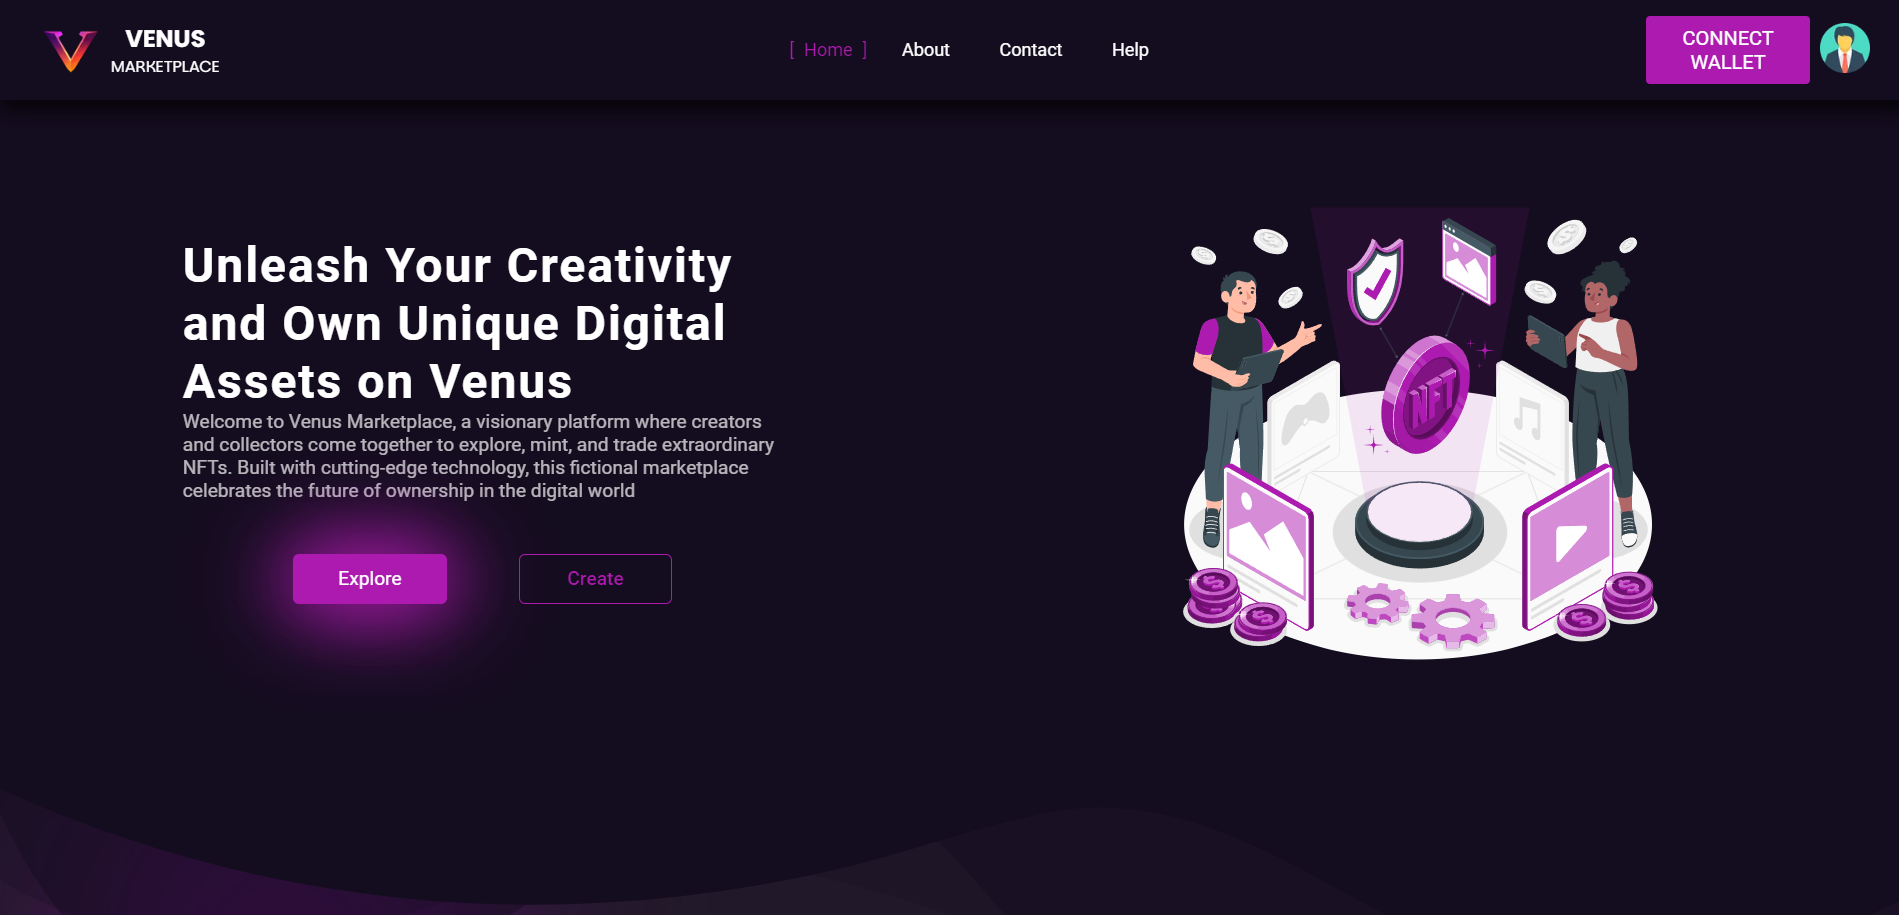 VENUS
MARKETPLACE
[ Home ]
About
Contact
Help
CONNECT
WALLET
Unleash Your Creativity
and Own Unique Digital
Assets on Venus
Welcome to Venus Marketplace, a visionary platform where creators
and collectors come together to explore, mint, and trade extraordinary
NFTs. Built with cutting-edge technology, this fictional marketplace
celebrates the future of ownership in the digital world
Explore
Create
NFT